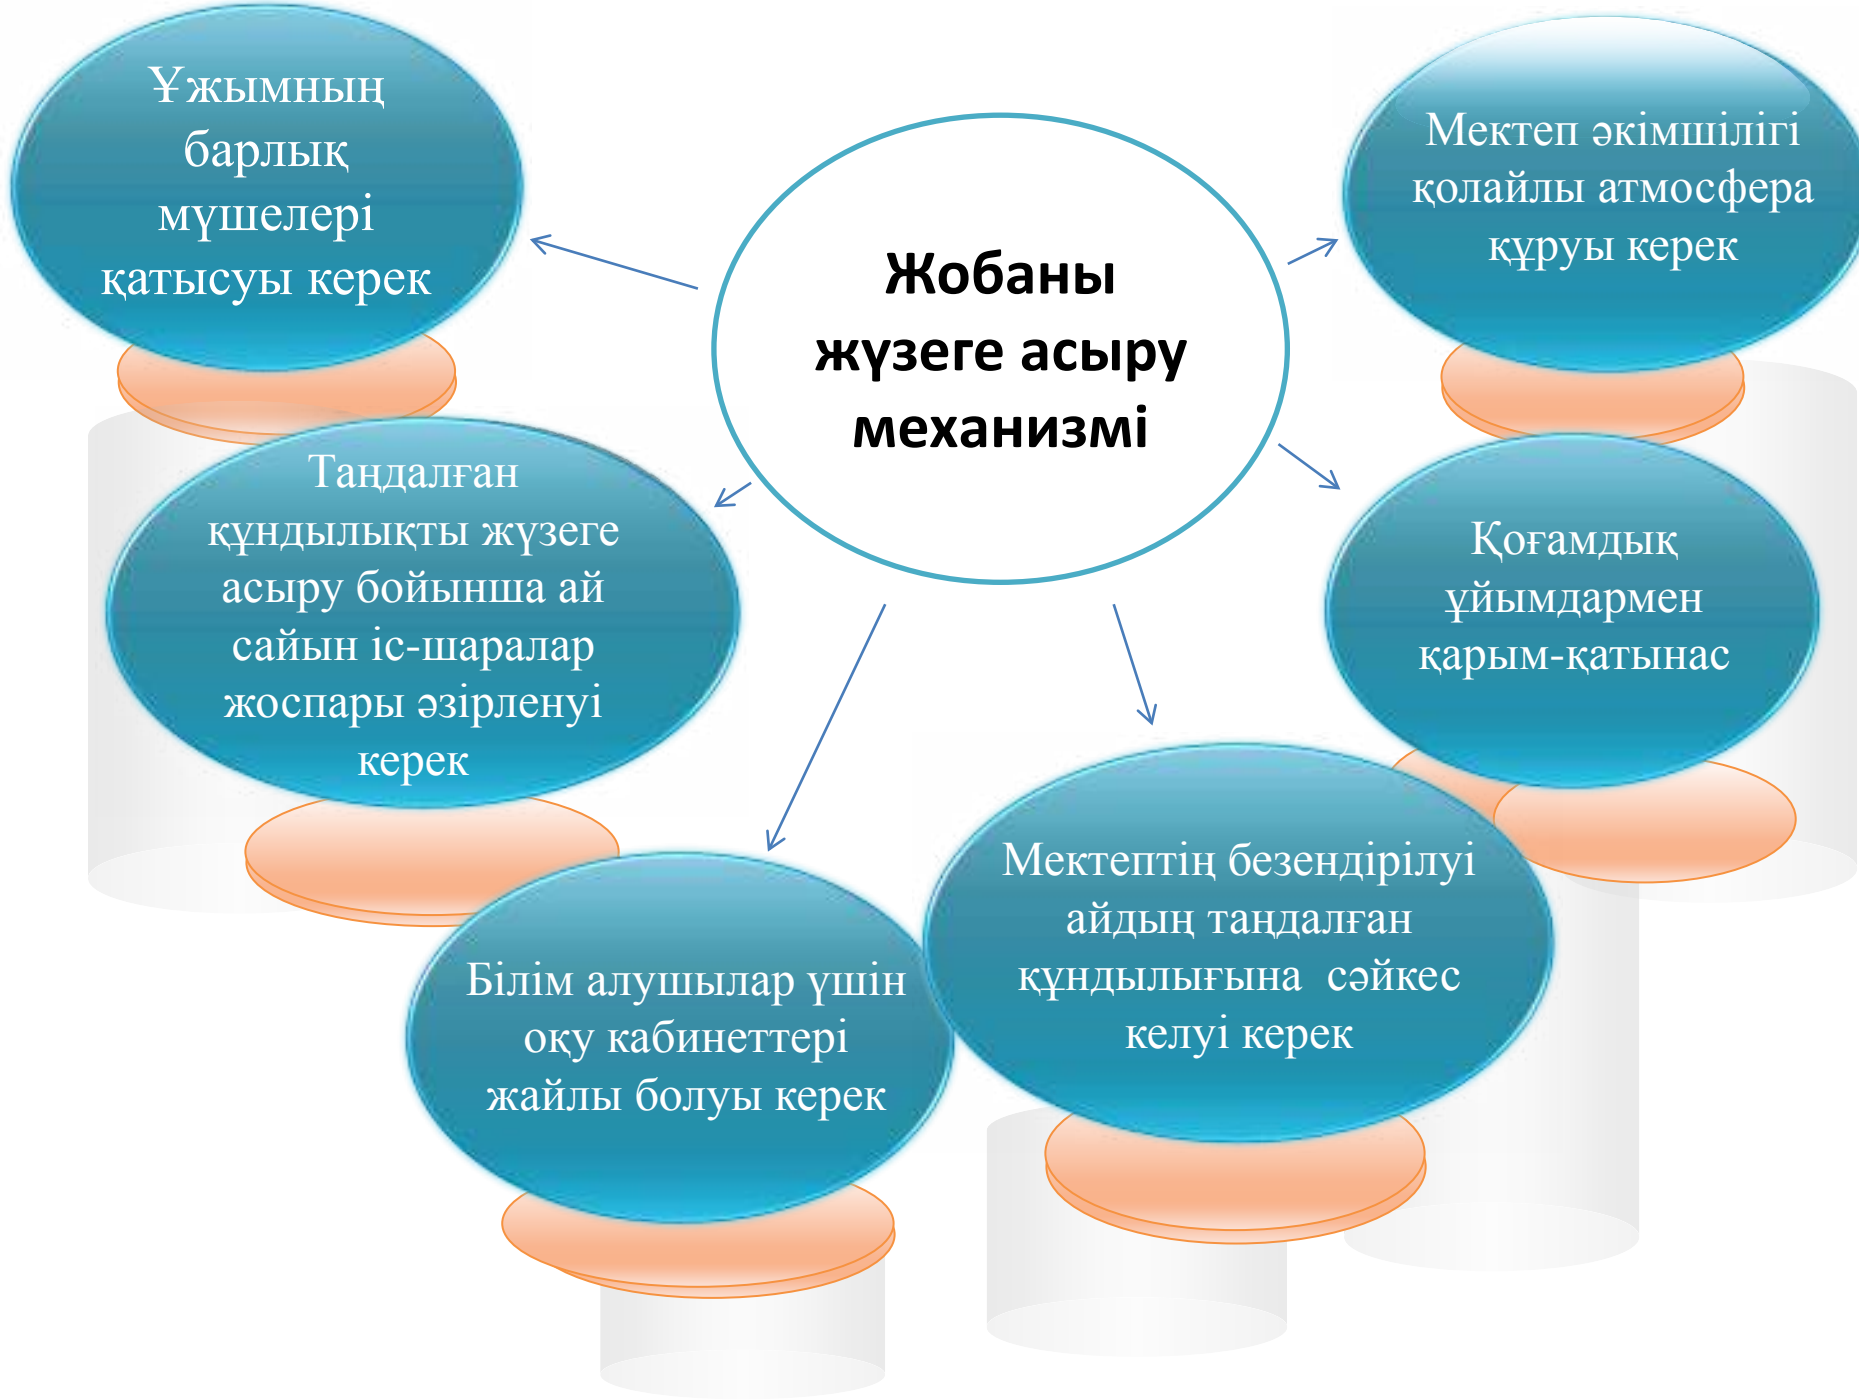 Ұжымның
барлық
мүшелері
қатысуы керек
Мектеп әкімшілігі
қолайлы атмосфера
құруы керек
Жобаны
жүзеге асыру
механизмі
Таңдалған
құндылықты жүзеге
асыру бойынша ай
сайын іс-шаралар
жоспары әзірленуі
керек
Қоғамдық
ұйымдармен
қарым-қатынас
Білім алушылар үшін
оқу кабинеттері
жайлы болуы керек
Мектептің безендірілуі
айдың таңдалған
құндылығына  сәйкес
келуі керек